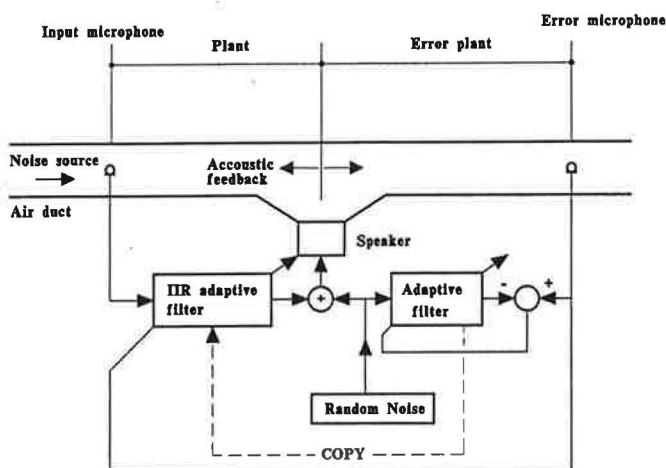 Input microphone
Error microphone
Plant
Error plant
Noise source
Accoustic
feedback
Air duct
Speaker
IIR adaptive
filter
+
Adaptive
filter
- +
Random Noise
COPY